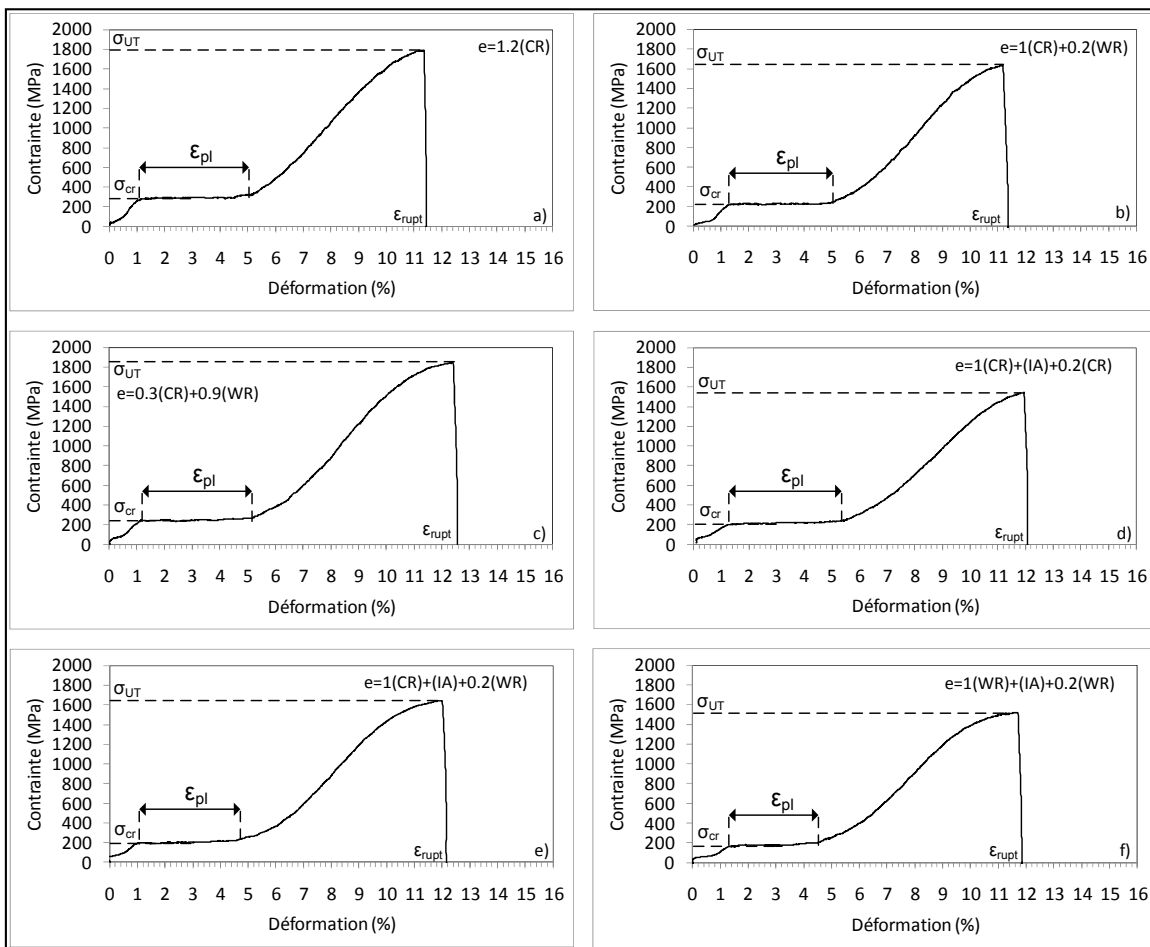 2000
1800
1600
1400
1200
1000
800
600
400
200
0
Contrainte (MPa)
σUT
e=1.2(CR)
εpl
σcr
εrupt
a)
0 1 2 3 4 5 6 7 8 9 10 11 12 13 14 15 16
Déformation (%)
2000
1800
1600
1400
1200
1000
800
600
400
200
0
Contrainte (MPa)
σUT
e=1(CR)+0.2(WR)
εpl
σcr
εrupt
b)
0 1 2 3 4 5 6 7 8 9 10 11 12 13 14 15 16
Déformation (%)
2000
1800
1600
1400
1200
1000
800
600
400
200
0
Contrainte (MPa)
σUT
e=0.3(CR)+0.9(WR)
εpl
σcr
εrupt
c)
0 1 2 3 4 5 6 7 8 9 10 11 12 13 14 15 16
Déformation (%)
2000
1800
1600
1400
1200
1000
800
600
400
200
0
Contrainte (MPa)
σUT
e=1(CR)+(IA)+0.2(CR)
εpl
σcr
εrupt
d)
0 1 2 3 4 5 6 7 8 9 10 11 12 13 14 15 16
Déformation (%)
2000
1800
1600
1400
1200
1000
800
600
400
200
0
Contrainte (MPa)
σUT
e=1(CR)+(IA)+0.2(WR)
εpl
σcr
εrupt
e)
0 1 2 3 4 5 6 7 8 9 10 11 12 13 14 15 16
Déformation (%)
2000
1800
1600
1400
1200
1000
800
600
400
200
0
Contrainte (MPa)
σUT
e=1(WR)+(IA)+0.2(WR)
εpl
σcr
εrupt
f)
0 1 2 3 4 5 6 7 8 9 10 11 12 13 14 15 16
Déformation (%)